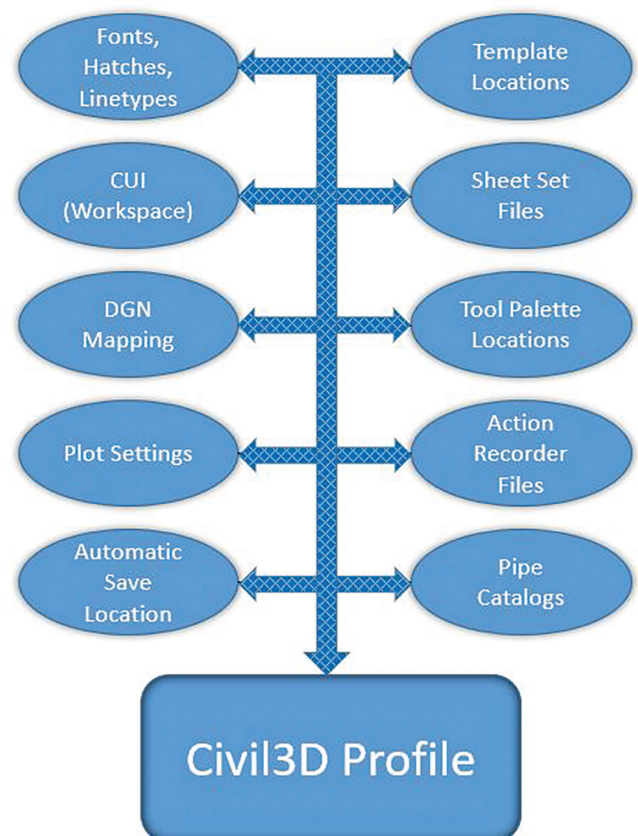 Fonts,
Hatches,
Linetypes
Template
Locations
CUI
(Workspace)
Sheet Set
Files
DGN
Mapping
Tool Palette
Locations
Plot Settings
Action
Recorder
Files
Automatic
Save
Location
Pipe
Catalogs
Civil3D Profile